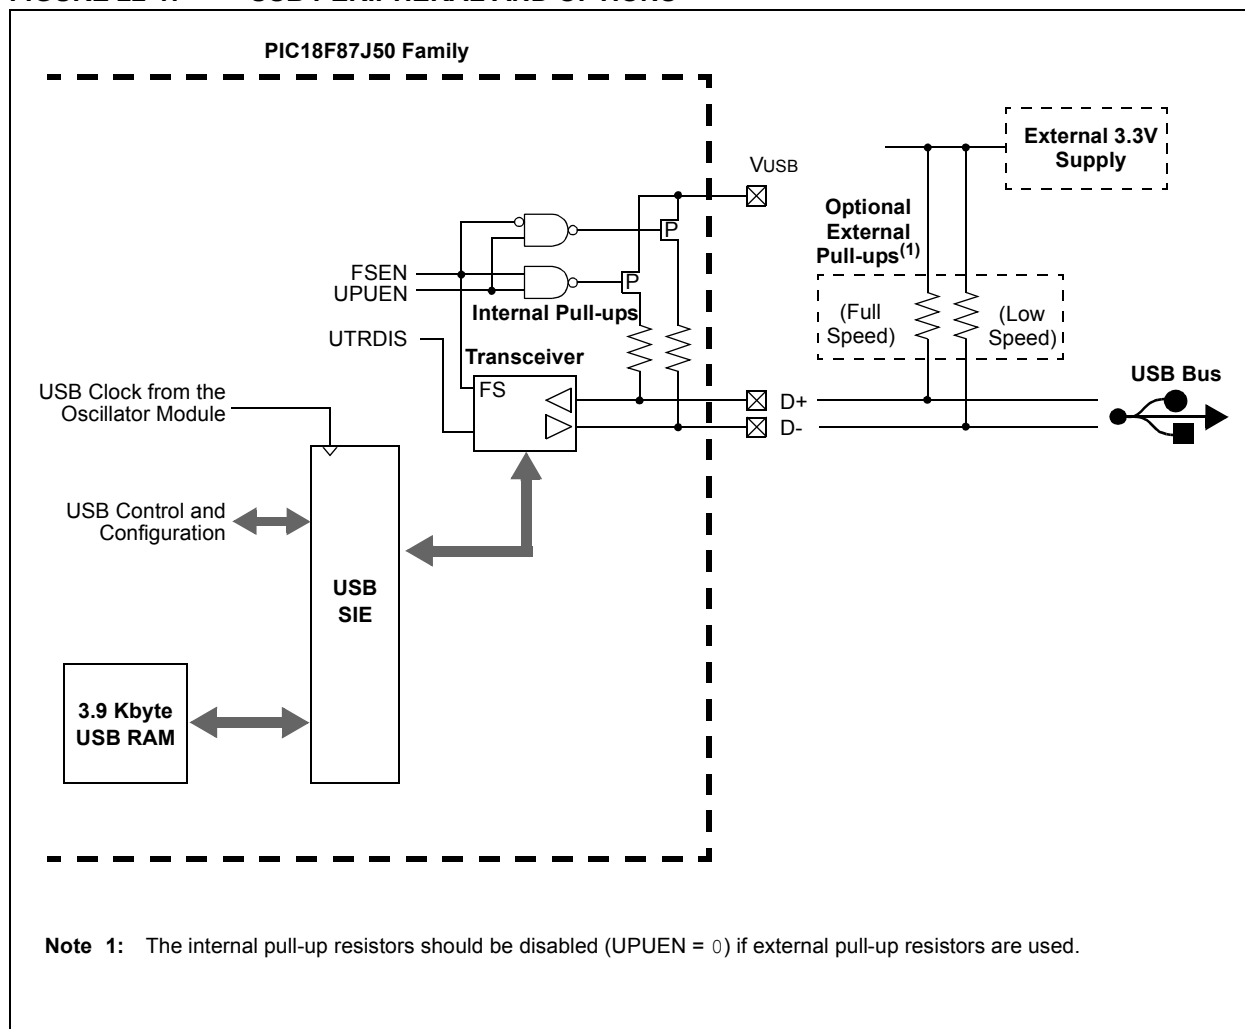 PIC18F87J50 Family
External 3.3V
Supply
VUSB
Optional
External
Pull-ups(1)
P
FSEN
P
UPUEN
Internal Pull-ups
(Full
Speed)
(Low
Speed)
UTRDIS
Transceiver
FS
USB Bus
USB Clock from the
Oscillator Module
D+
D-
USB Control and
Configuration
USB
SIE
3.9 Kbyte
USB RAM
Note 1: The internal pull-up resistors should be disabled (UPUEN = 0) if external pull-up resistors are used.